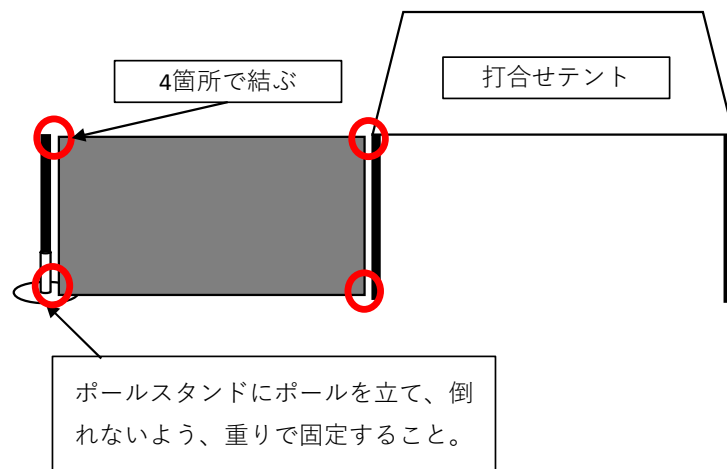 4箇所で結ぶ
打合せテント
ポールスタンドにポールを立て、倒
れないよう、重りで固定すること。